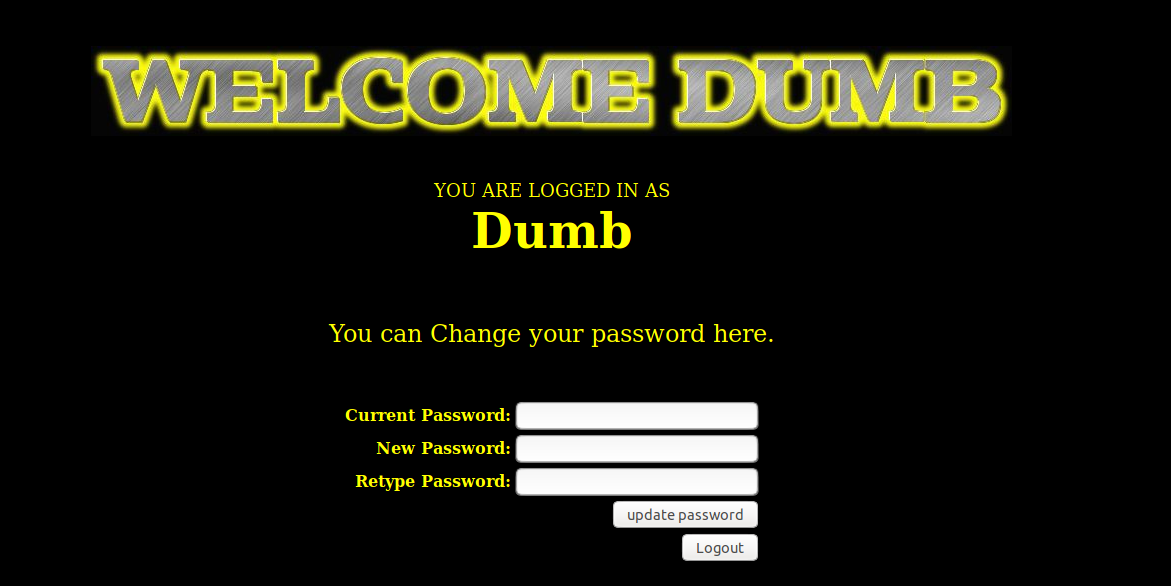 WELCOME DUMB
YOU ARE LOGGED IN AS
Dumb
You can Change your password here.
Current Password:
New Password:
Retype Password:
update password
Logout